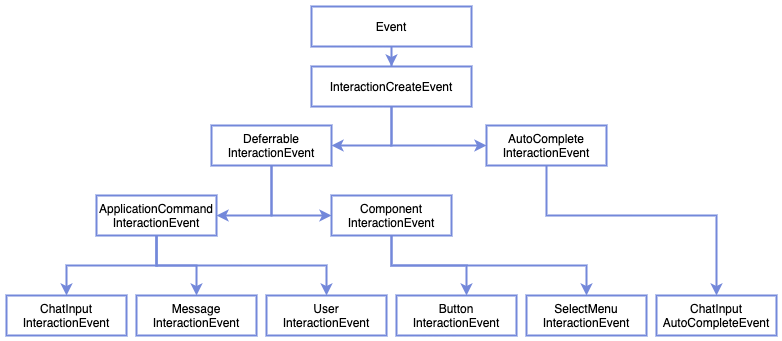 Event
InteractionCreateEvent
Deferrable
InteractionEvent
AutoComplete
InteractionEvent
ApplicationCommand
InteractionEvent
Component
InteractionEvent
ChatInput
InteractionEvent
Message
InteractionEvent
User
InteractionEvent
Button
InteractionEvent
SelectMenu
InteractionEvent
ChatInput
AutoCompleteEvent